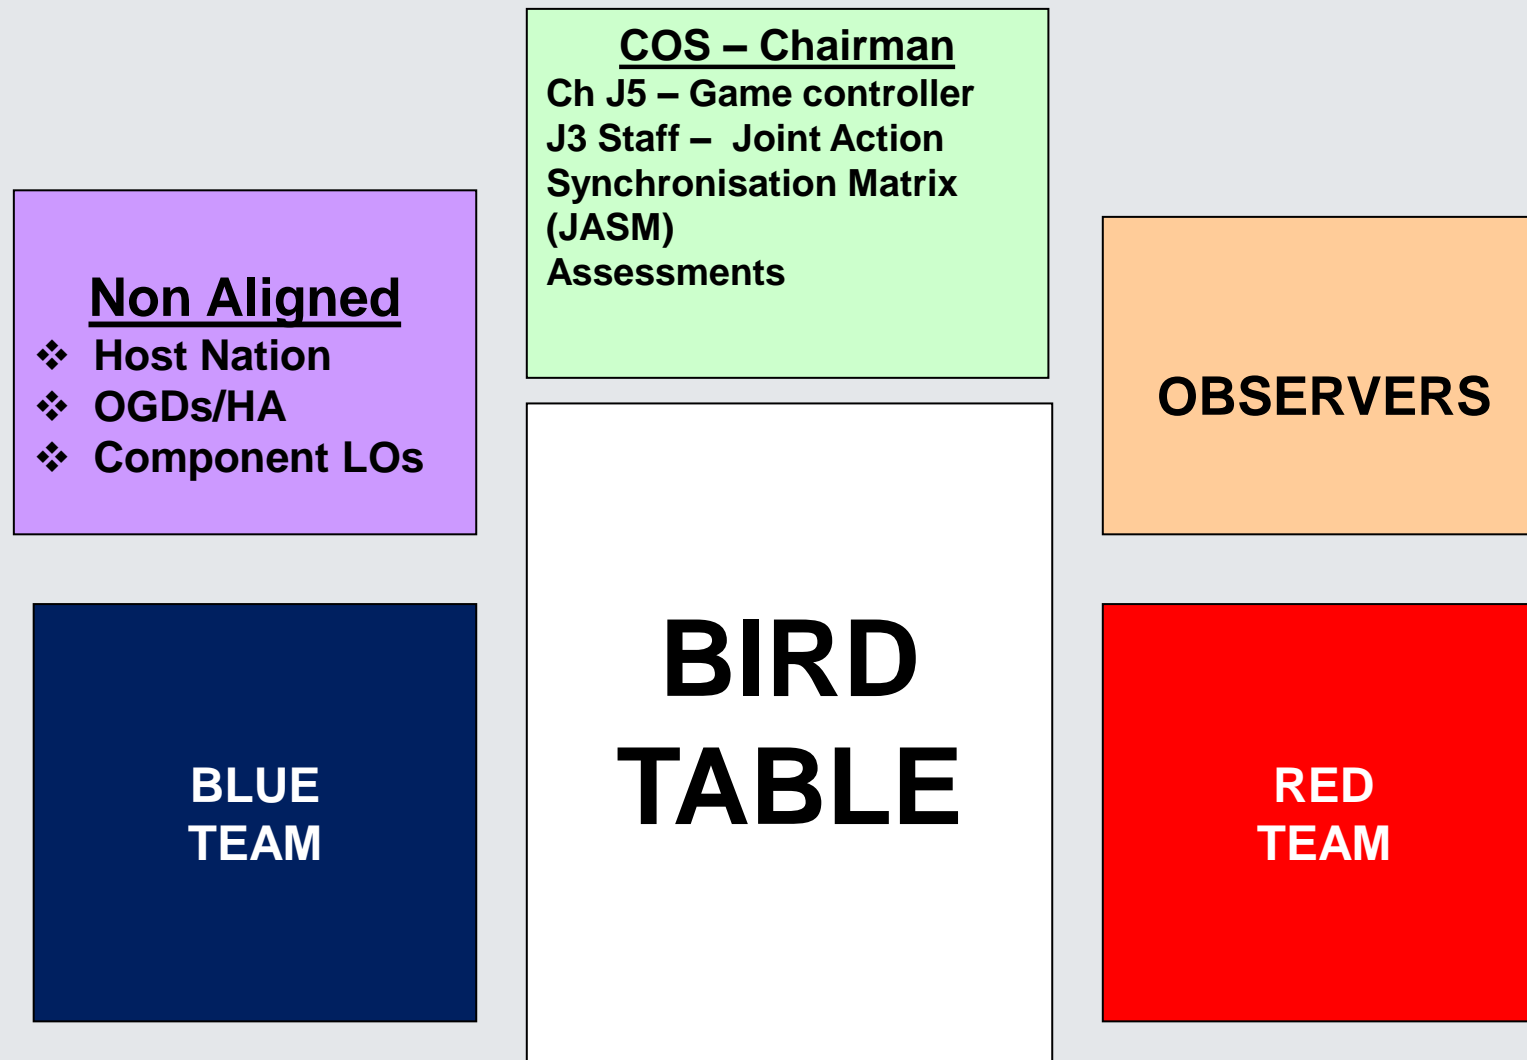 COS – Chairman
Ch J5 – Game controller
J3 Staff – Joint Action
Synchronisation Matrix
(JASM)
Assessments
Non Aligned
❖ Host Nation
❖ OGDs/HA
❖ Component LOs
OBSERVERS
BLUE
TEAM
BIRD
TABLE
RED
TEAM